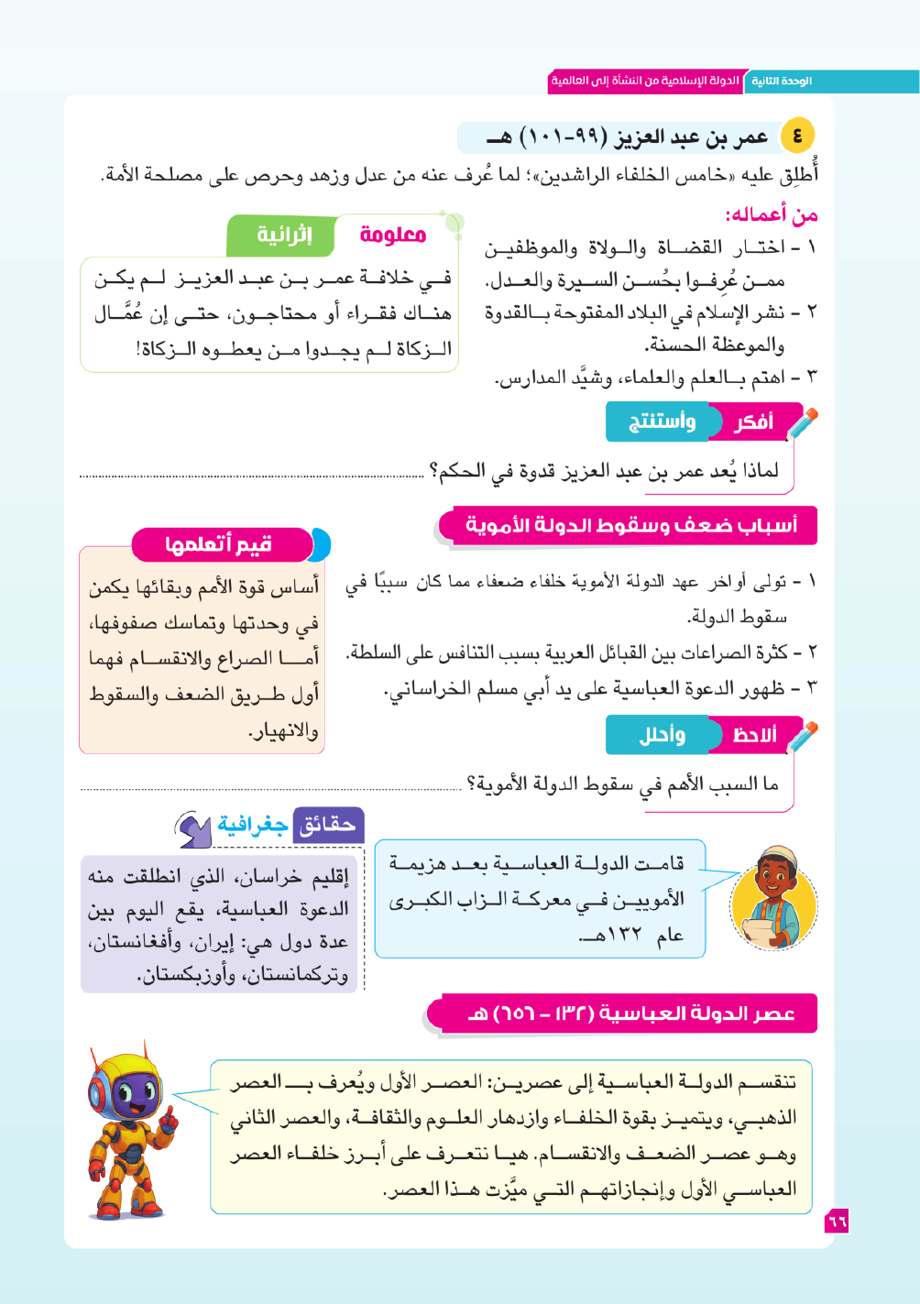 الوحدة الثانية الدولة الإسلامية من النشأة إلى العالمية
٤ عمر بن عبد العزيز (٩٩-١٠١) هـ
أُطلِق عليه «خامس الخلفاء الراشدين»؛ لما عُرف عنه من عدل وزهد وحرص على مصلحة الأمة.
من أعماله:
١ - اختار القضاة والولاة والموظفين
ممن عُرِفوا بحُسن السيرة والعدل.
٢ - نشر الإسلام في البلاد المفتوحة بالقدوة
والموعظة الحسنة.
٣ - اهتم بالعلم والعلماء، وشيَّد المدارس.
معلومة إثرائية
في خلافة عمر بن عبد العزيز لم يكن
هناك فقراء أو محتاجون، حتى إن عُمَّال
الزكاة لم يجدوا من يعطوه الزكاة!
أفكر وأستنتج
لماذا يُعد عمر بن عبد العزيز قدوة في الحكم؟
أسباب ضعف وسقوط الدولة الأموية
١ - تولى أواخر عهد الدولة الأموية خلفاء ضعفاء مما كان سببًا في
سقوط الدولة.
٢ - كثرة الصراعات بين القبائل العربية بسبب التنافس على السلطة.
٣ - ظهور الدعوة العباسية على يد أبي مسلم الخراساني.
قيم أتعلمها
أساس قوة الأمم وبقائها يكمن
في وحدتها وتماسك صفوفها،
أما الصراع والانقسام فهما
أول طريق الضعف والسقوط
والانهيار.
ألاحظ وأحلل
ما السبب الأهم في سقوط الدولة الأموية؟
قامت الدولة العباسية بعد هزيمة
الأمويين في معركة الزاب الكبرى
عام ١٣٢هـ.
حقائق جغرافية
إقليم خراسان، الذي انطلقت منه
الدعوة العباسية، يقع اليوم بين
عدة دول هي: إيران، وأفغانستان،
وتركمانستان، وأوزبكستان.
عصر الدولة العباسية (١٣٢ - ٦٥٦) هـ
تنقسم الدولة العباسية إلى عصرين: العصر الأول ويُعرف بـ العصر
الذهبي، ويتميز بقوة الخلفاء وازدهار العلوم والثقافة، والعصر الثاني
وهو عصر الضعف والانقسام. هيا نتعرف على أبرز خلفاء العصر
العباسي الأول وإنجازاتهم التي ميَّزت هذا العصر.
٦٦